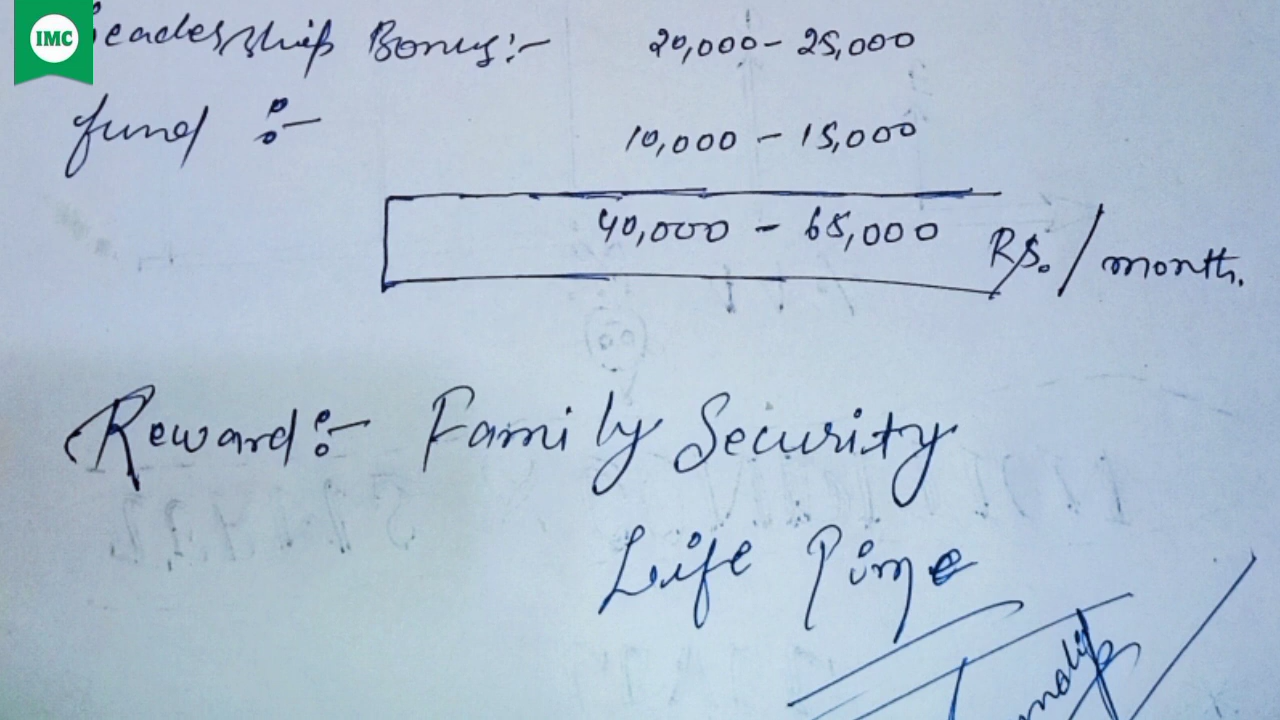 IMC
Leadership Bonus:- 20,000 - 25,000
fund :- 10,000 - 15,000
40,000 - 65,000 Rs./month.
Reward:- Family Security
Life Time